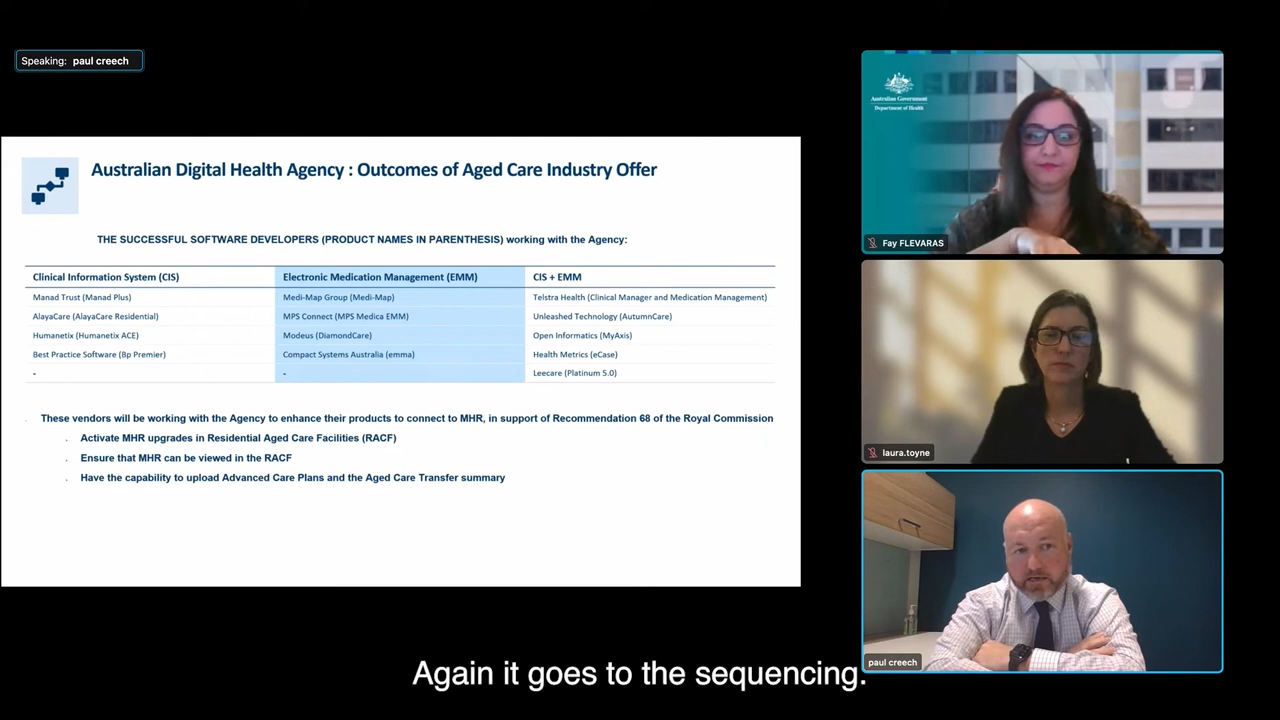 Speaking: paul creech
Australian Digital Health Agency : Outcomes of Aged Care Industry Offer
THE SUCCESSFUL SOFTWARE DEVELOPERS (PRODUCT NAMES IN PARENTHESIS) working with the Agency:
Clinical Information System (CIS)
Electronic Medication Management (EMM)
CIS + EMM
Manad Trust (Manad Plus)
Medi-Map Group (Medi-Map)
Telstra Health (Clinical Manager and Medication Management)
AlayaCare (AlayaCare Residential)
MPS Connect (MPS Medica EMM)
Unleashed Technology (AutumnCare)
Humanetix (Humanetix ACE)
Modeus (DiamondCare)
Open Informatics (MyAxis)
Best Practice Software (Bp Premier)
Compact Systems Australia (emma)
Health Metrics (eCase)
-
-
Leecare (Platinum 5.0)
These vendors will be working with the Agency to enhance their products to connect to MHR, in support of Recommendation 68 of the Royal Commission
Activate MHR upgrades in Residential Aged Care Facilities (RACF)
Ensure that MHR can be viewed in the RACF
Have the capability to upload Advanced Care Plans and the Aged Care Transfer summary
Australian Government
Department of Health
Fay FLEVARAS
laura.toyne
paul creech
Again it goes to the sequencing.